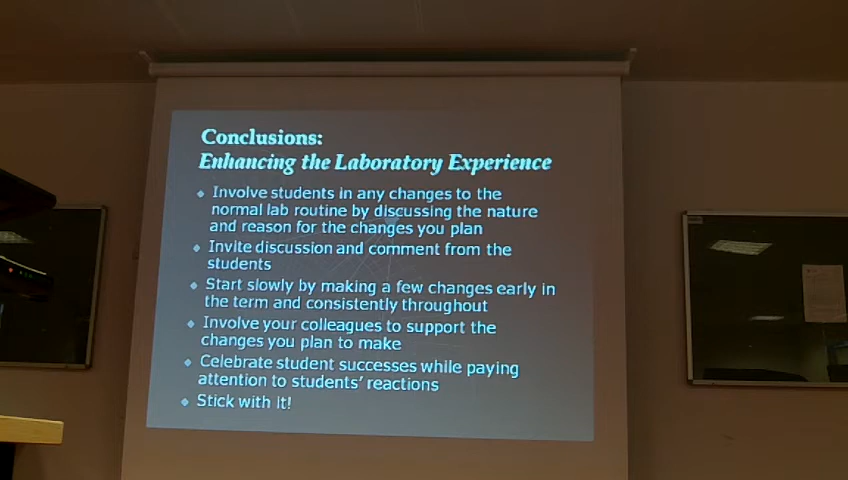 Conclusions:
Enhancing the Laboratory Experience
Involve students in any changes to the
normal lab routine by discussing the nature
and reason for the changes you plan
Invite discussion and comment from the
students
Start slowly by making a few changes early in
the term and consistently throughout
Involve your colleagues to support the
changes you plan to make
Celebrate student successes while paying
attention to students' reactions
Stick with it!